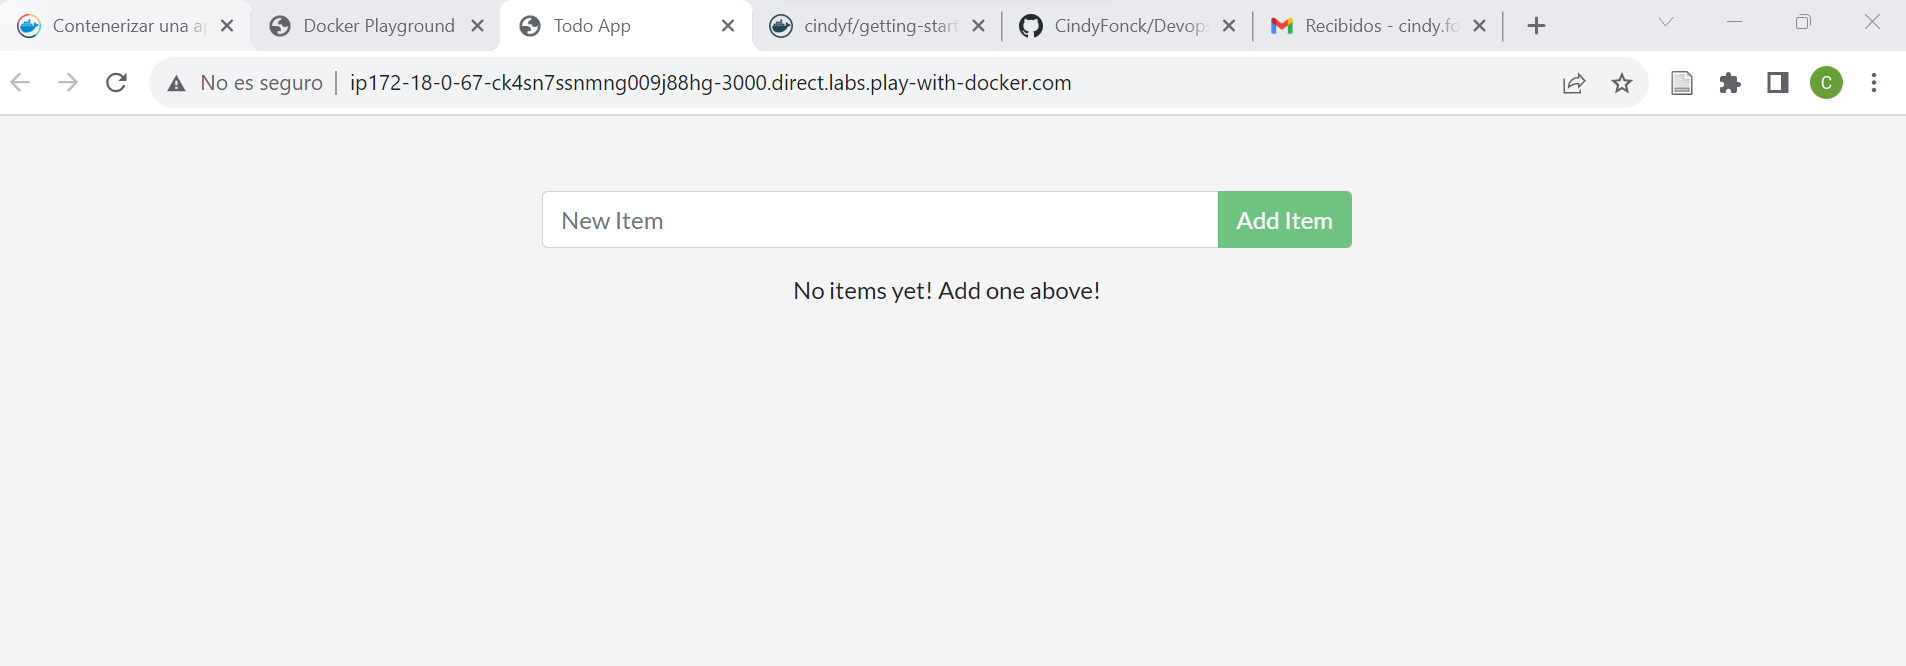 Contenerizar una a
Docker Playground
Todo App
cindyf/getting-start
CindyFonck/Devops
Recibidos - cindy.fo
No es seguro
ip172-18-0-67-ck4sn7ssnmng009j88hg-3000.direct.labs.play-with-docker.com
C
New Item
Add Item
No items yet! Add one above!